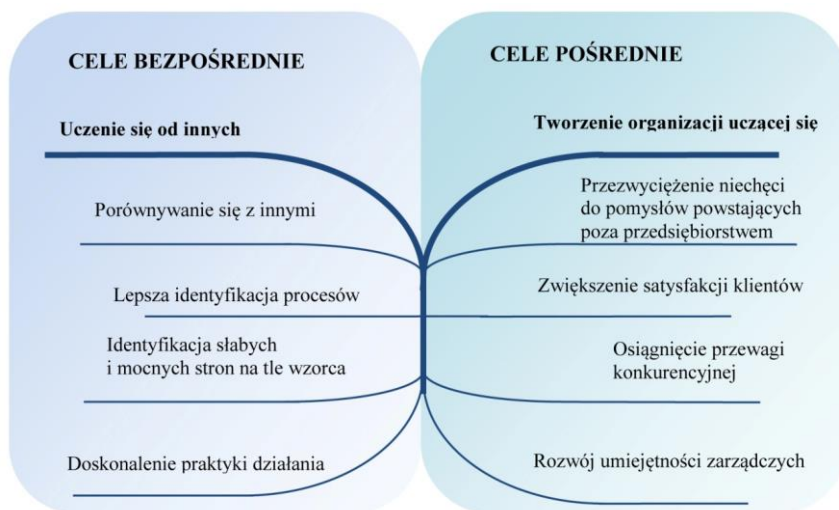 CELE BEZPOŚREDNIE
Uczenie się od innych
Porównywanie się z innymi
Lepsza identyfikacja procesów
Identyfikacja słabych
i mocnych stron na tle wzorca
Doskonalenie praktyki działania
CELE POŚREDNIE
Tworzenie organizacji uczącej się
Przezwyciężenie niechęci
do pomysłów powstających
poza przedsiębiorstwem
Zwiększenie satysfakcji klientów
Osiągnięcie przewagi
konkurencyjnej
Rozwój umiejętności zarządczych